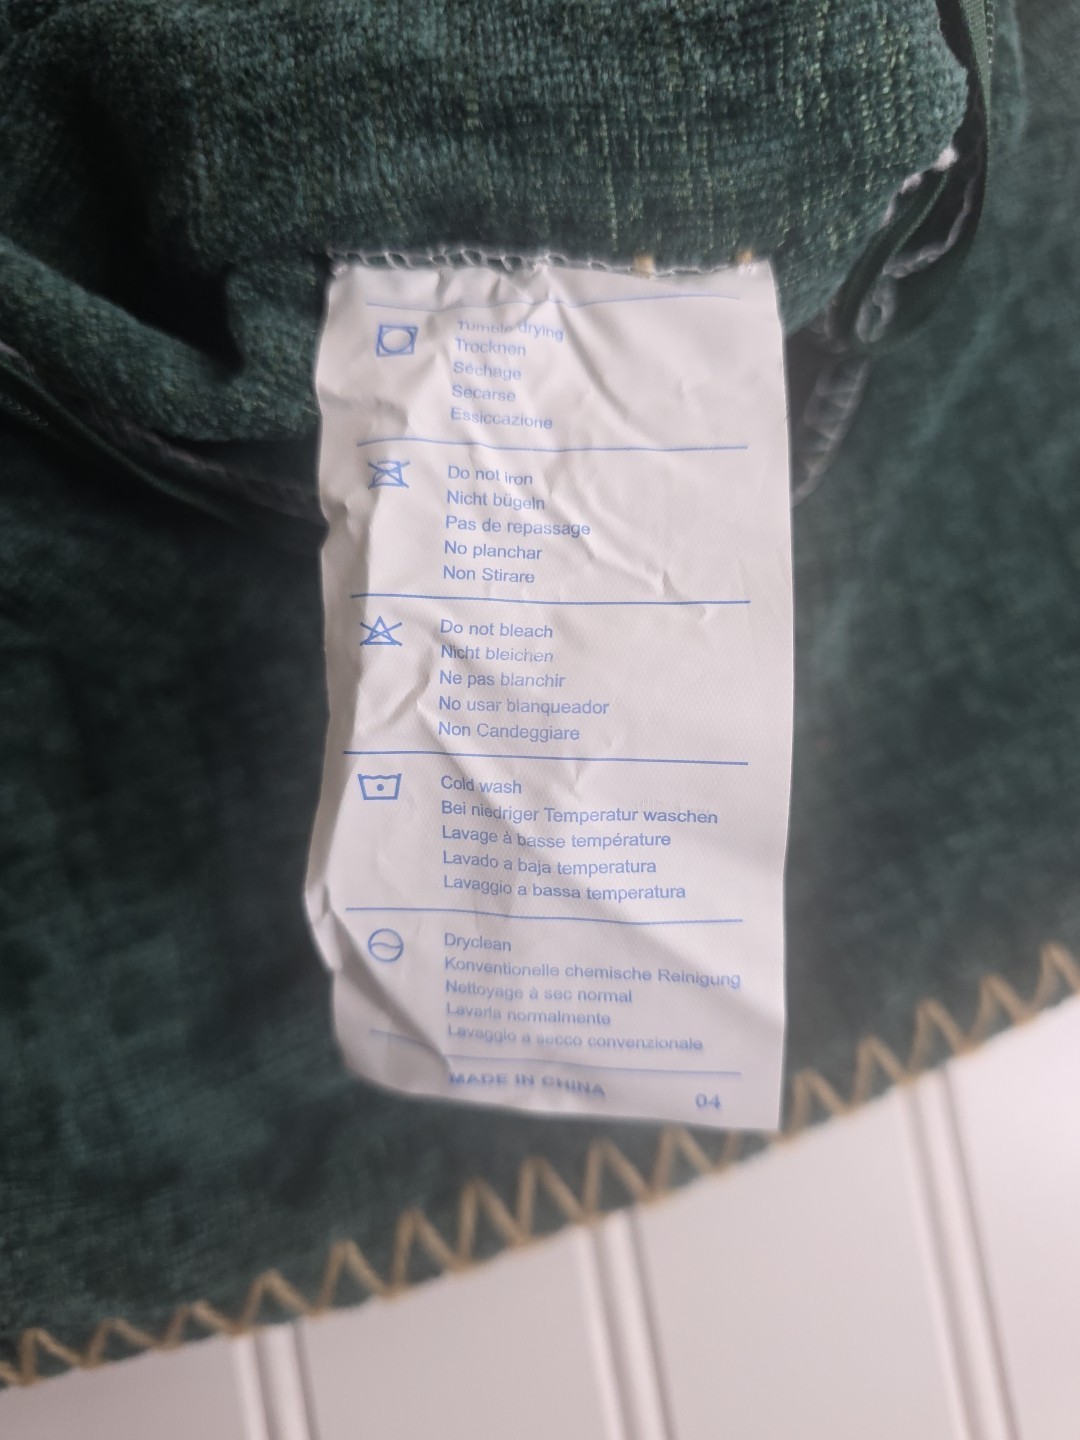 Tumble drying
Trocknen
Séchage
Secarse
Essiccazione
Do not iron
Nicht bügeln
Pas de repassage
No planchar
Non Stirare
Do not bleach
Nicht bleichen
Ne pas blanchir
No usar blanqueador
Non Candeggiare
Cold wash
Bei niedriger Temperatur waschen
Lavage à basse température
Lavado a baja temperatura
Lavaggio a bassa temperatura
Dryclean
Konventionelle chemische Reinigung
Nettoyage à sec normal
Lavarla normalmente
Lavaggio a secco convenzionale
MADE IN CHINA
04